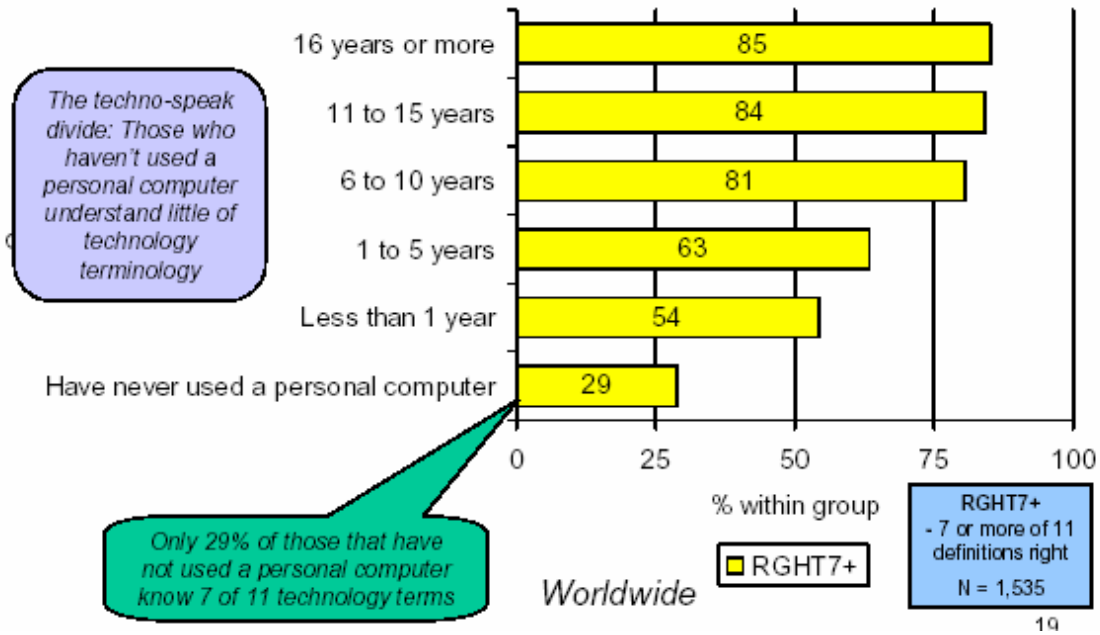 16 years or more
85
The techno-speak
divide: Those who
haven't used a
personal computer
understand little of
technology
terminology
11 to 15 years
84
6 to 10 years
81
1 to 5 years
63
Less than 1 year
54
Have never used a personal computer
29
0 25 50 75 100
% within group
RGHT7+
Only 29% of those that have
not used a personal computer
know 7 of 11 technology terms
Worldwide
RGHT7+
- 7 or more of 11
definitions right
N = 1,535
19